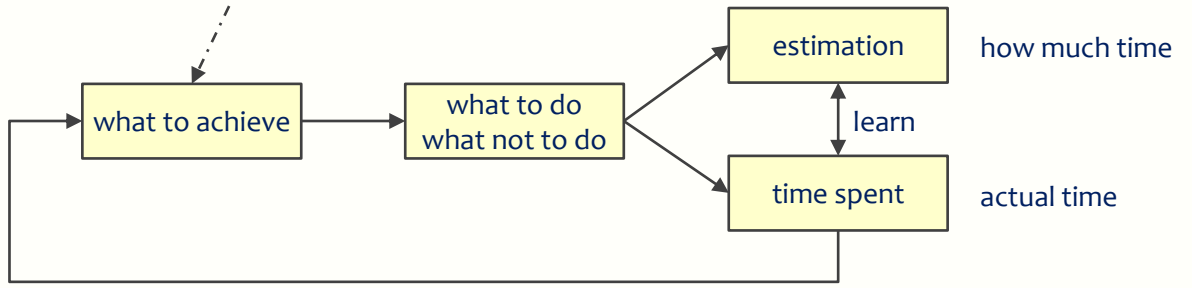 what to achieve
what to do
what not to do
estimation
how much time
learn
time spent
actual time